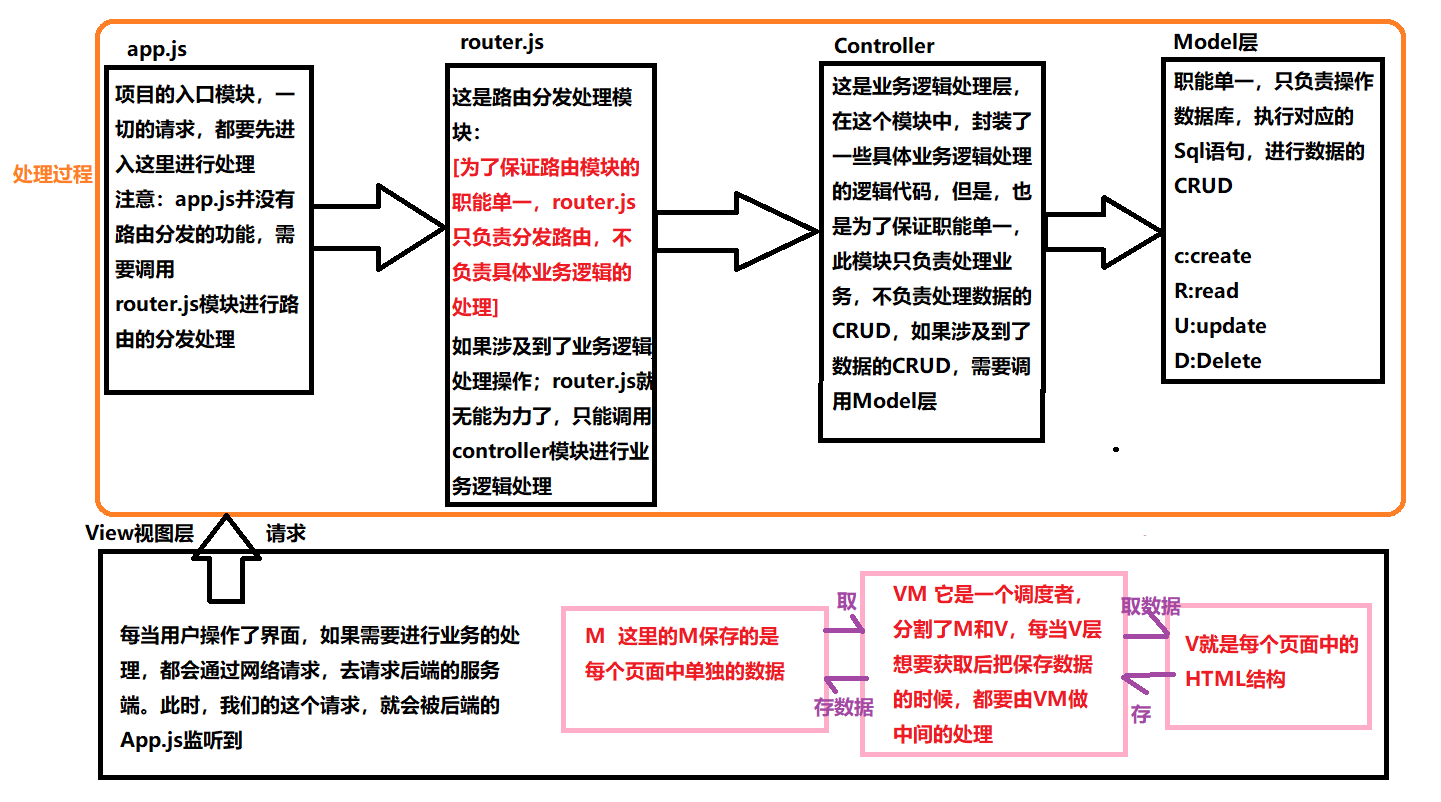 app.js
项目的入口模块，一
切的请求，都要先进
入这里进行处理
注意：app.js并没有
路由分发的功能，需
要调用
router.js模块进行路
由的分发处理
router.js
这是路由分发处理模
块：
[为了保证路由模块的
职能单一，router.js
只负责分发路由，不
负责具体业务逻辑的
处理]
如果涉及到了业务逻辑
处理操作；router.js就
无能为力了，只能调用
controller模块进行业
务逻辑处理
Controller
这是业务逻辑处理层，
在这个模块中，封装了
一些具体业务逻辑处理
的逻辑代码，但是，也
是为了保证职能单一，
此模块只负责处理业
务，不负责处理数据的
CRUD，如果涉及到了
数据的CRUD，需要调
用Model层
Model层
职能单一，只负责操作
数据库，执行对应的
Sql语句，进行数据的
CRUD
c:create
R:read
U:update
D:Delete
处理过程
View视图层
请求
每当用户操作了界面，如果需要进行业务的处
理，都会通过网络请求，去请求后端的服务
端。此时，我们的这个请求，就会被后端的
App.js监听到
M 这里的M保存的是
每个页面中单独的数据
取
存数据
VM 它是一个调度者，
分割了M和V，每当V层
想要获取后把保存数据
的时候，都要由VM做
中间的处理
取数据
存
V就是每个页面中的
HTML结构